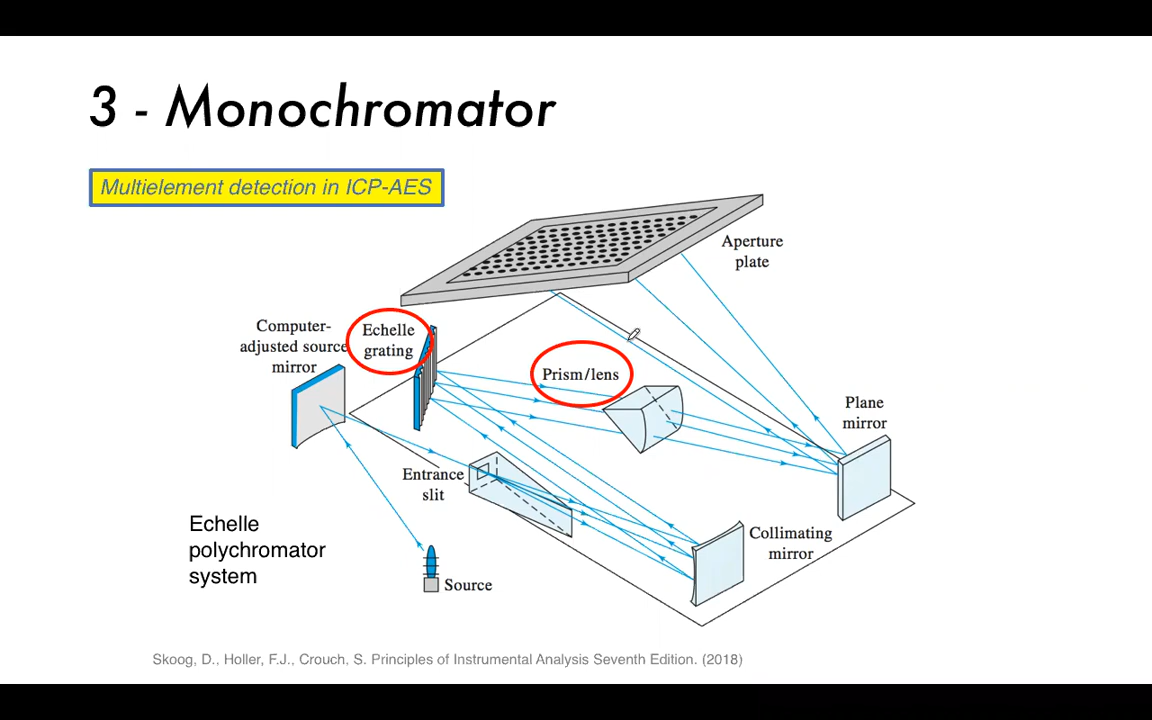 3 - Monochromator
Multielement detection in ICP-AES
Aperture
plate
Computer-
adjusted source
mirror
Echelle
grating
Prism/lens
Plane
mirror
Entrance
slit
Echelle
polychromator
system
Collimating
mirror
Source
Skoog, D., Holler, F.J., Crouch, S. Principles of Instrumental Analysis Seventh Edition. (2018)